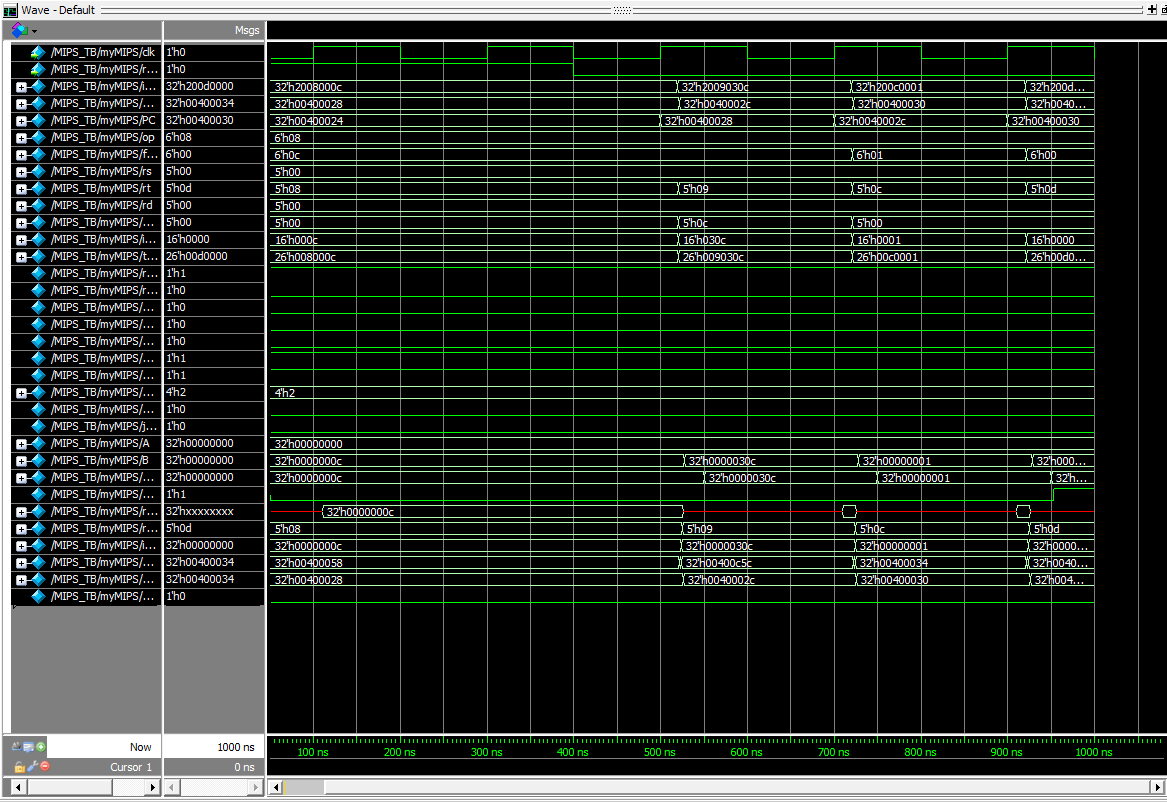 Wave - Default
Msgs
/MIPS_TB/myMIPS/clk 1'h0
/MIPS_TB/myMIPS/r... 1'h0
/MIPS_TB/myMIPS/i... 32'h200d0000 32'h2008000c 32'h2009030c 32'h200c0001 32'h200d...
/MIPS_TB/myMIPS/... 32'h00400034 32'h00400028 32'h0040002c 32'h00400030 32'h0040...
/MIPS_TB/myMIPS/PC 32'h00400030 32'h00400024 32'h00400028 32'h0040002c 32'h00400030
/MIPS_TB/myMIPS/op 6'h08 6'h08
/MIPS_TB/myMIPS/f... 6'h00 6'h0c 6'h01 6'h00
/MIPS_TB/myMIPS/rs 5'h00 5'h00
/MIPS_TB/myMIPS/rt 5'h0d 5'h08 5'h09 5'h0c 5'h0d
/MIPS_TB/myMIPS/rd 5'h00 5'h00
/MIPS_TB/myMIPS/... 5'h00 5'h00 5'h0c 5'h00
/MIPS_TB/myMIPS/i... 16'h0000 16'h000c 16'h030c 16'h0001 16'h0000
/MIPS_TB/myMIPS/t... 26'h00d0000 26'h008000c 26'h009030c 26'h00c0001 26'h00d0...
/MIPS_TB/myMIPS/r... 1'h1
/MIPS_TB/myMIPS/r... 1'h0
/MIPS_TB/myMIPS/... 1'h0
/MIPS_TB/myMIPS/... 1'h0
/MIPS_TB/myMIPS/... 1'h0
/MIPS_TB/myMIPS/... 1'h1
/MIPS_TB/myMIPS/... 1'h1
/MIPS_TB/myMIPS/... 4'h2 4'h2
/MIPS_TB/myMIPS/... 1'h0
/MIPS_TB/myMIPS/j... 1'h0
/MIPS_TB/myMIPS/A 32'h00000000 32'h00000000
/MIPS_TB/myMIPS/B 32'h00000000 32'h0000000c 32'h0000030c 32'h00000001 32'h000...
/MIPS_TB/myMIPS/... 32'h00000000 32'h0000000c 32'h0000030c 32'h00000001 32'h...
/MIPS_TB/myMIPS/... 1'h1
/MIPS_TB/myMIPS/r... 32'hxxxxxxxx 32'h0000000c
/MIPS_TB/myMIPS/... 5'h0d 5'h08 5'h09 5'h0c 5'h0d
/MIPS_TB/myMIPS/i... 32'h00000000 32'h0000000c 32'h0000030c 32'h00000001 32'h0000...
/MIPS_TB/myMIPS/... 32'h00400034 32'h00400058 32'h00400c5c 32'h00400034 32'h0040...
/MIPS_TB/myMIPS/... 32'h00400034 32'h00400028 32'h0040002c 32'h00400030 32'h004...
/MIPS_TB/myMIPS/... 1'h0
Now 1000 ns
100 ns 200 ns 300 ns 400 ns 500 ns 600 ns 700 ns 800 ns 900 ns 1000 ns
Cursor 1 0 ns